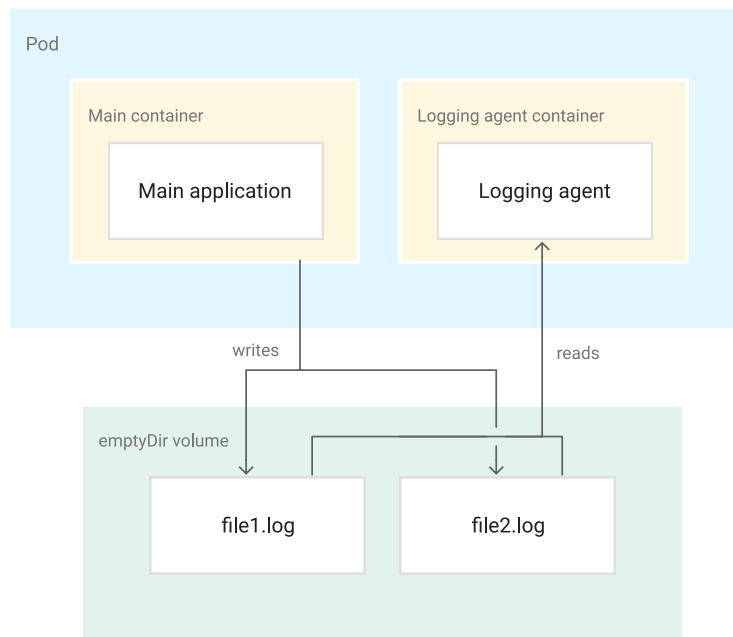 Pod
Main container
Logging agent container
Main application
Logging agent
writes
reads
emptyDir volume
file1.log
file2.log